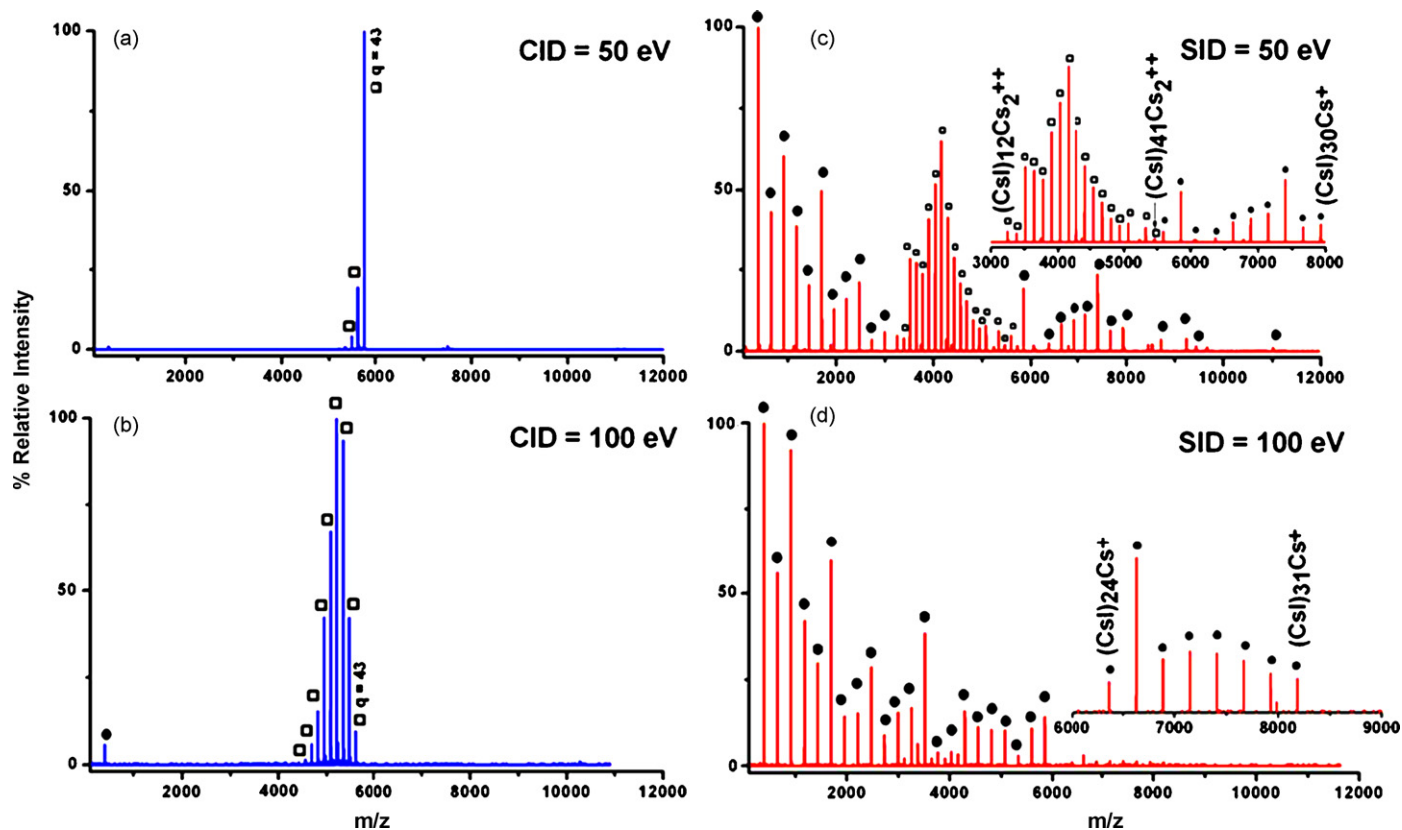 % Relative Intensity
(a)
CID = 50 eV
q = 43
100
50
0
2000 4000 6000 8000 10000 12000
(b)
CID = 100 eV
q = 43
100
50
0
2000 4000 6000 8000 10000 12000
m/z
(c)
SID = 50 eV
100
50
0
2000 4000 6000 8000 10000 12000
(CsI)12Cs2++
(CsI)41Cs2++
(CsI)30Cs+
3000 4000 5000 6000 7000 8000
(d)
SID = 100 eV
100
50
0
2000 4000 6000 8000 10000 12000
(CsI)24Cs+
(CsI)31Cs+
6000 7000 8000 9000
m/z